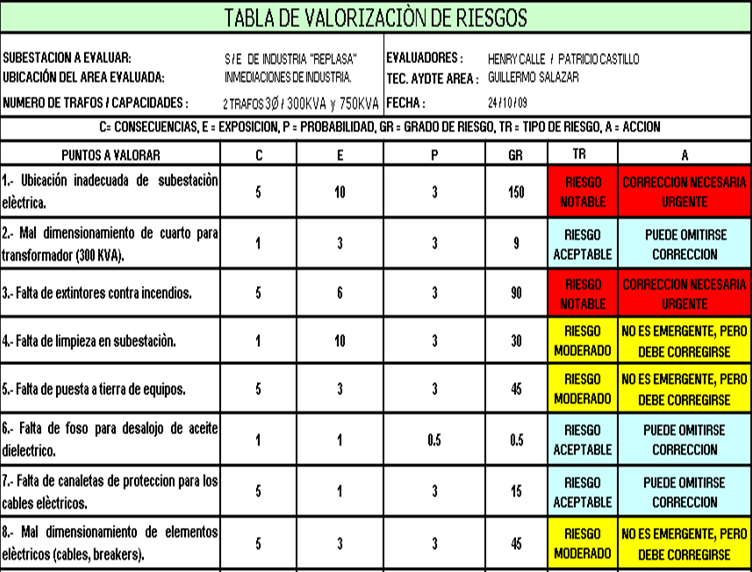 TABLA DE VALORIZACIÒN DE RIESGOS
SUBESTACION A EVALUAR: S/E DE INDUSTRIA "REPLASA" EVALUADORES : HENRY CALLE / PATRICIO CASTILLO
UBICACIÓN DEL AREA EVALUADA: INMEDIACIONES DE INDUSTRIA. TEC. AYDTE AREA : GUILLERMO SALAZAR
NUMERO DE TRAFOS / CAPACIDADES : 2 TRAFOS 3Ø / 300KVA y 750KVA FECHA : 24/10/09
C= CONSECUENCIAS, E = EXPOSICION, P = PROBABILIDAD, GR = GRADO DE RIESGO, TR = TIPO DE RIESGO, A = ACCION
PUNTOS A VALORAR C E P GR TR A
1.- Ubicación inadecuada de subestaciòn elèctrica. 5 10 3 150 RIESGO NOTABLE CORRECCION NECESARIA URGENTE
2.- Mal dimensionamiento de cuarto para transformador (300 KVA). 1 3 3 9 RIESGO ACEPTABLE PUEDE OMITIRSE CORRECCION
3.- Falta de extintores contra incendios. 5 6 3 90 RIESGO NOTABLE CORRECCION NECESARIA URGENTE
4.- Falta de limpieza en subestaciòn. 1 10 3 30 RIESGO MODERADO NO ES EMERGENTE, PERO DEBE CORREGIRSE
5.- Falta de puesta a tierra de equipos. 5 3 3 45 RIESGO MODERADO NO ES EMERGENTE, PERO DEBE CORREGIRSE
6.- Falta de foso para desalojo de aceite dielectrico. 1 1 0.5 0.5 RIESGO ACEPTABLE PUEDE OMITIRSE CORRECCION
7.- Falta de canaletas de proteccion para los cables elèctricos. 5 1 3 15 RIESGO ACEPTABLE PUEDE OMITIRSE CORRECCION
8.- Mal dimensionamiento de elementos elèctricos (cables, breakers). 5 3 3 45 RIESGO MODERADO NO ES EMERGENTE, PERO DEBE CORREGIRSE